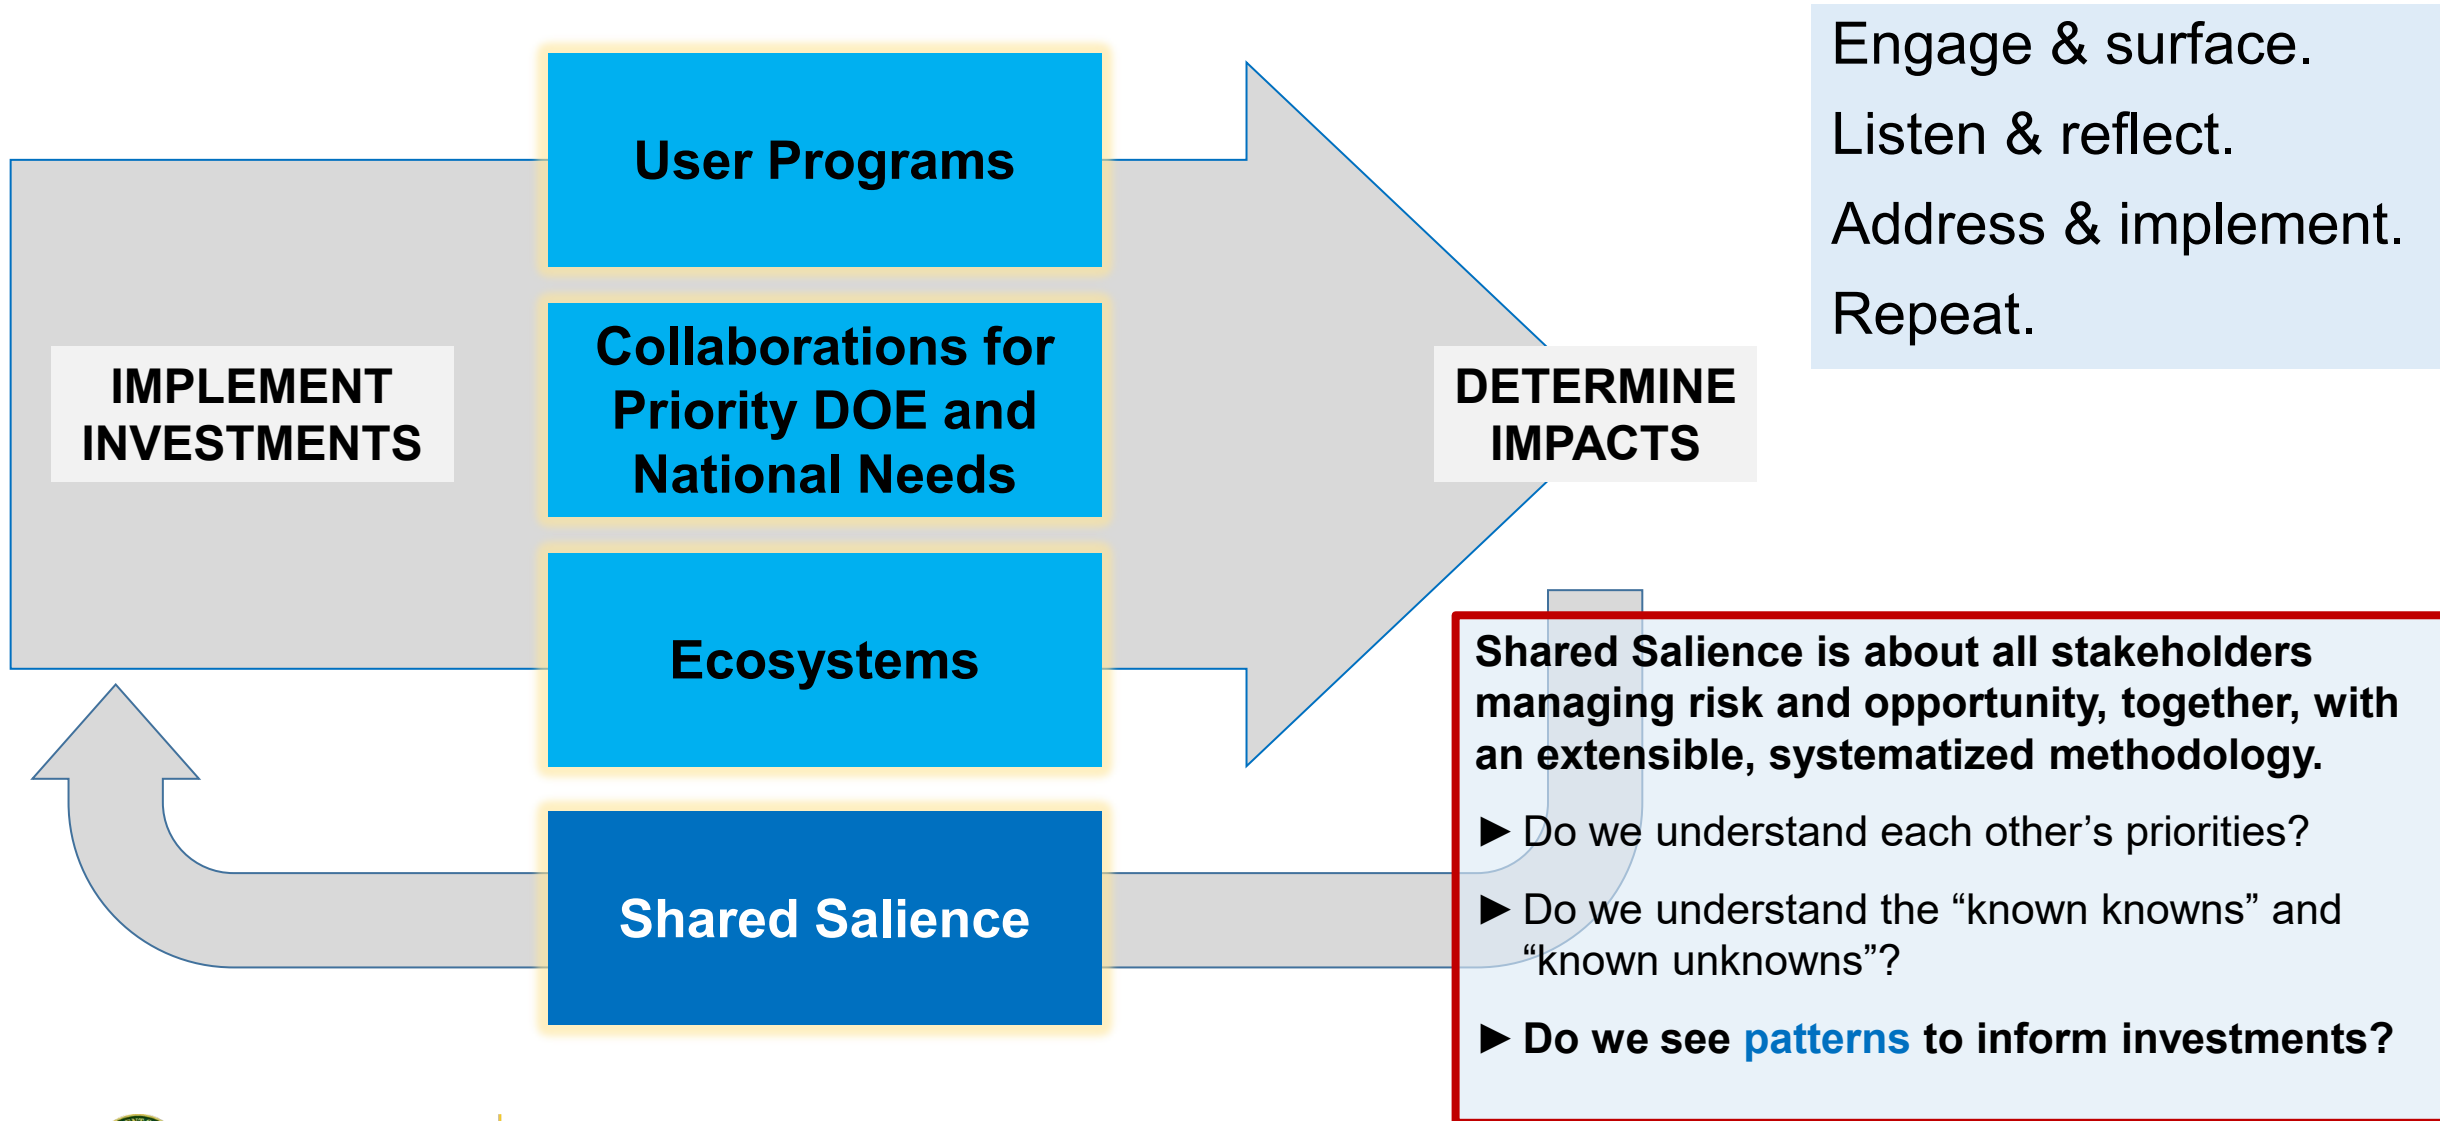 User Programs
Collaborations for
Priority DOE and
National Needs
Ecosystems
Shared Salience
IMPLEMENT
INVESTMENTS
DETERMINE
IMPACTS
Engage & surface.
Listen & reflect.
Address & implement.
Repeat.
Shared Salience is about all stakeholders
managing risk and opportunity, together, with
an extensible, systematized methodology.
► Do we understand each other’s priorities?
► Do we understand the “known knowns” and
“known unknowns”?
► Do we see patterns to inform investments?